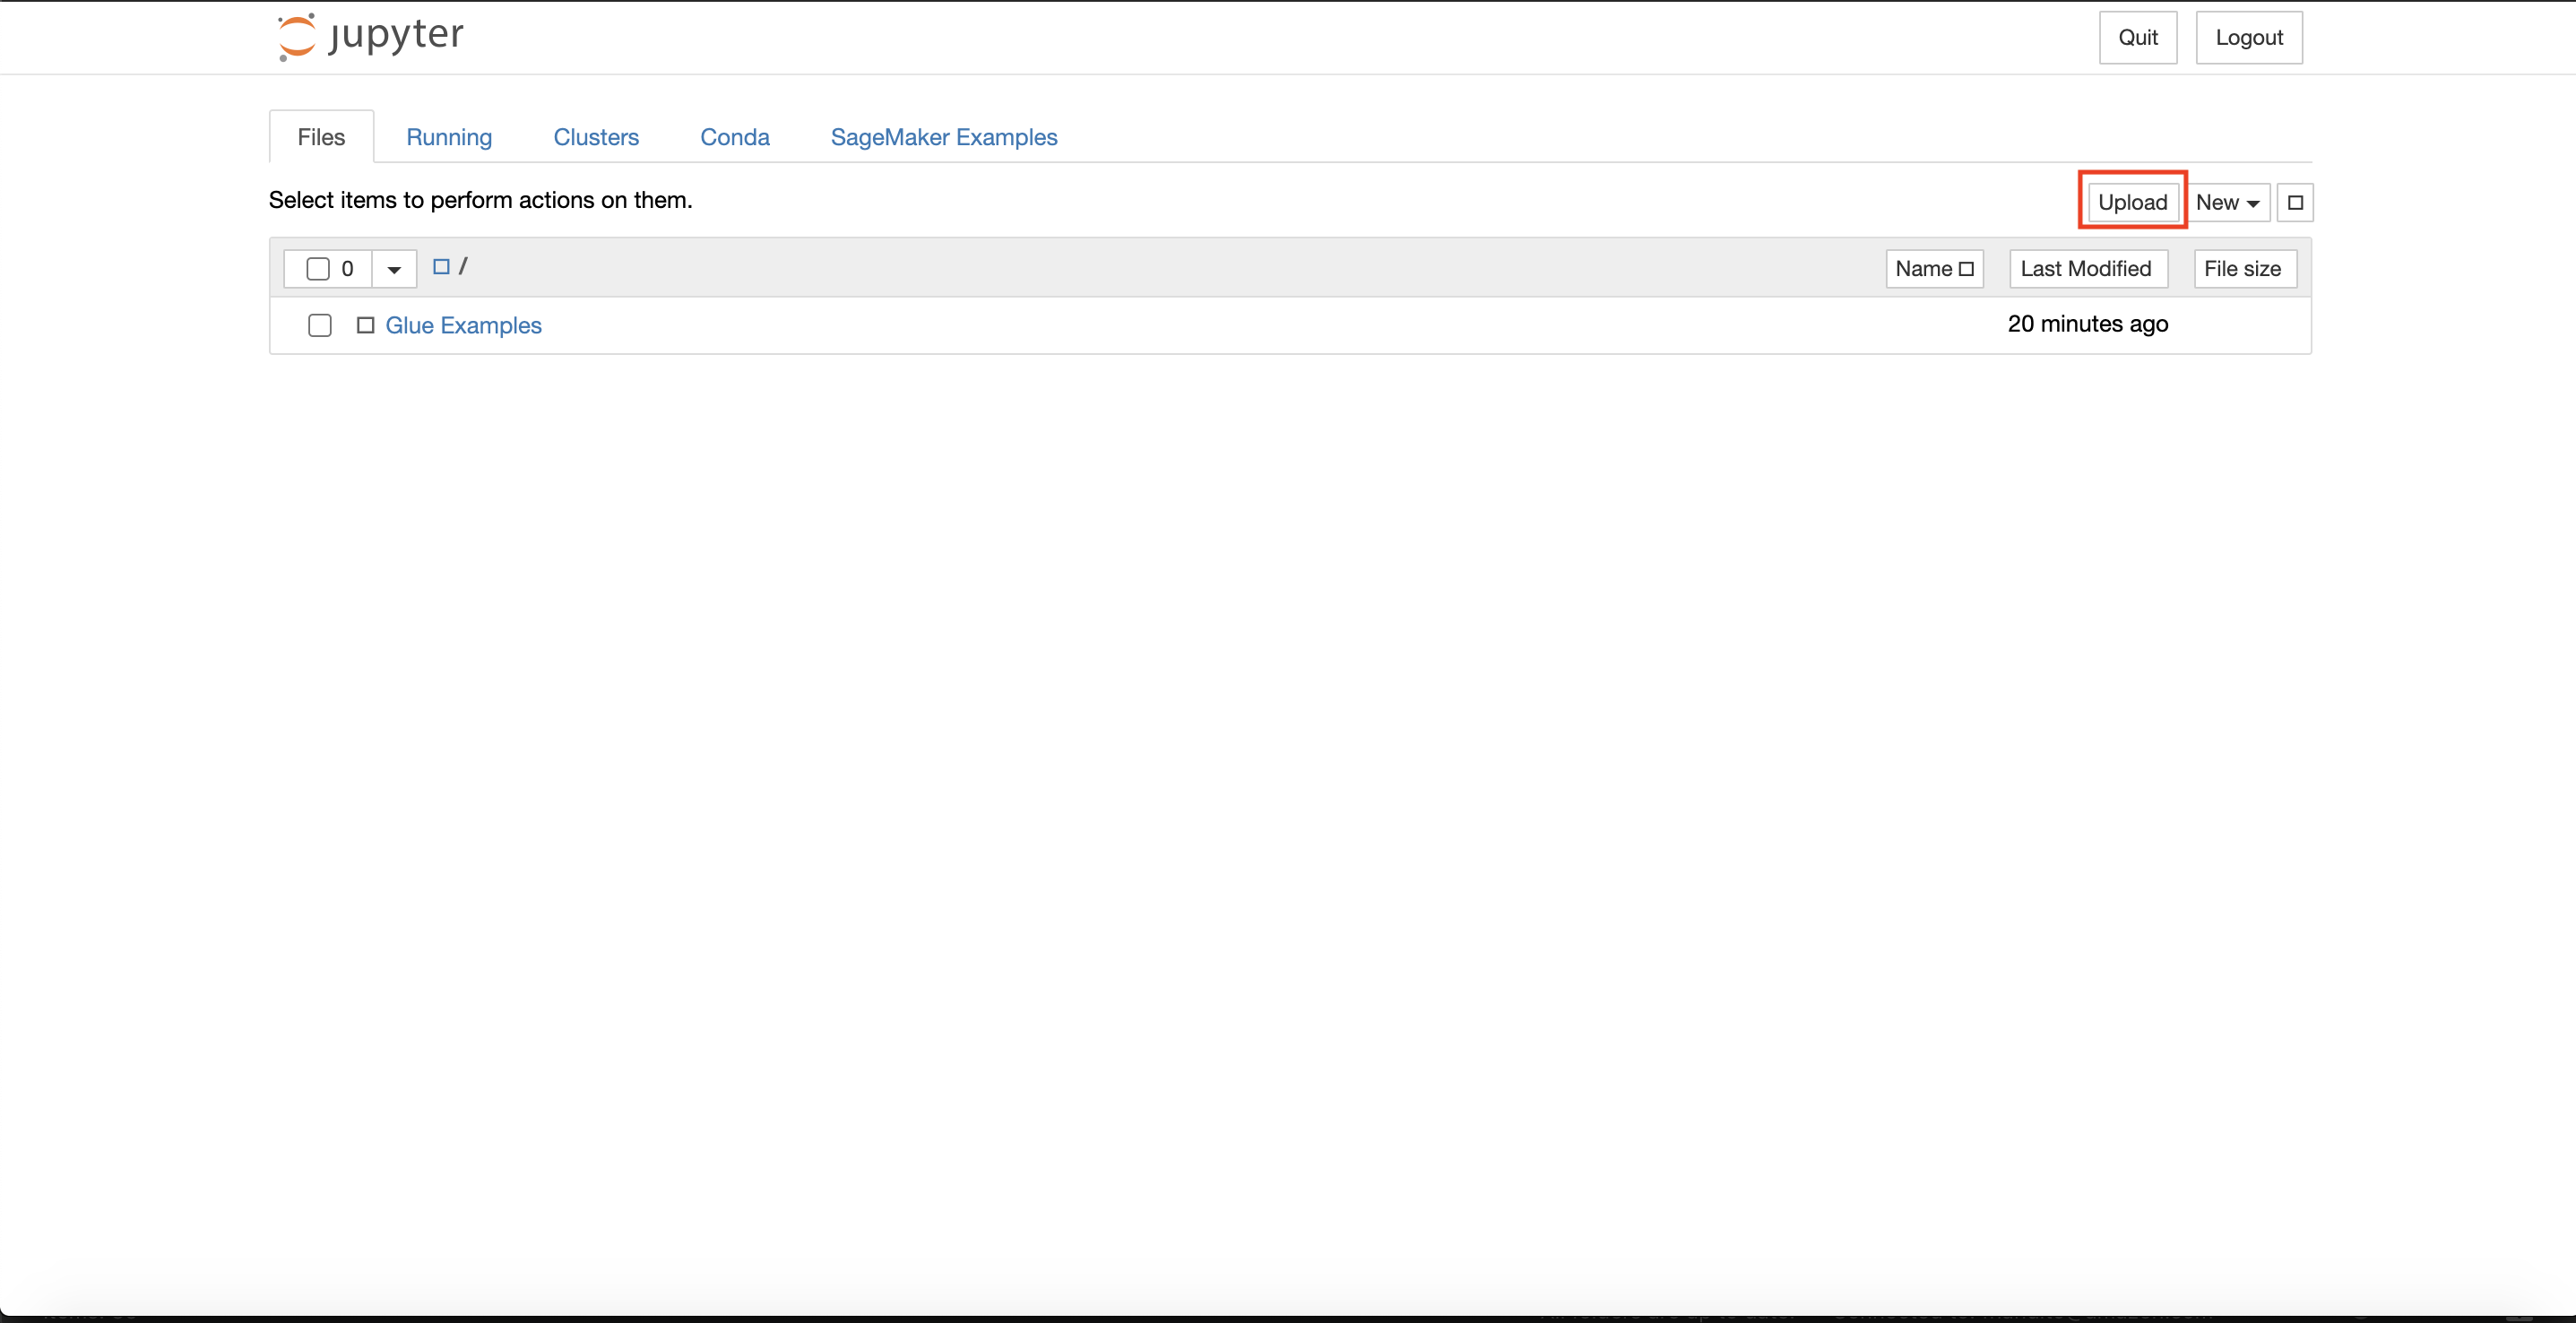 jupyter
Quit Logout
Files Running Clusters Conda SageMaker Examples
Select items to perform actions on them.
Upload New
0 / Name Last Modified File size
Glue Examples 20 minutes ago